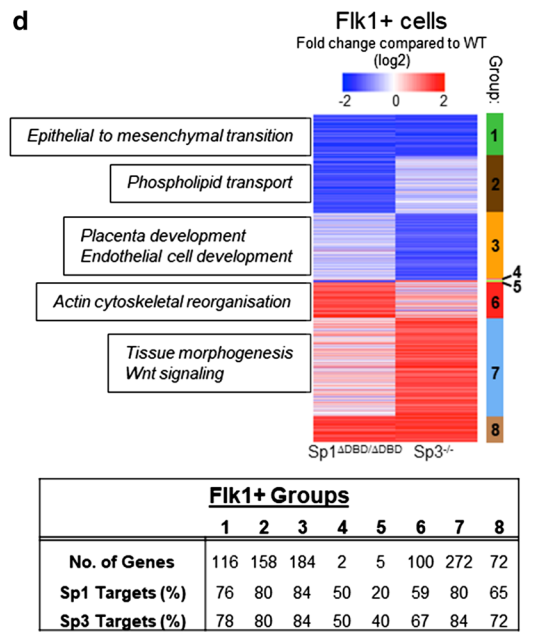 d
Flk1+ cells
Fold change compared to WT
(log2)
-2 0 2
Group:
Epithelial to mesenchymal transition
1
Phospholipid transport
2
Placenta development
Endothelial cell development
3
4
5
Actin cytoskeletal reorganisation
6
Tissue morphogenesis
Wnt signaling
7
8
Sp1ΔDBD/ΔDBD Sp3-/-
Flk1+ Groups
1 2 3 4 5 6 7 8
No. of Genes 116 158 184 2 5 100 272 72
Sp1 Targets (%) 76 80 84 50 20 59 80 65
Sp3 Targets (%) 78 80 84 50 40 67 84 72